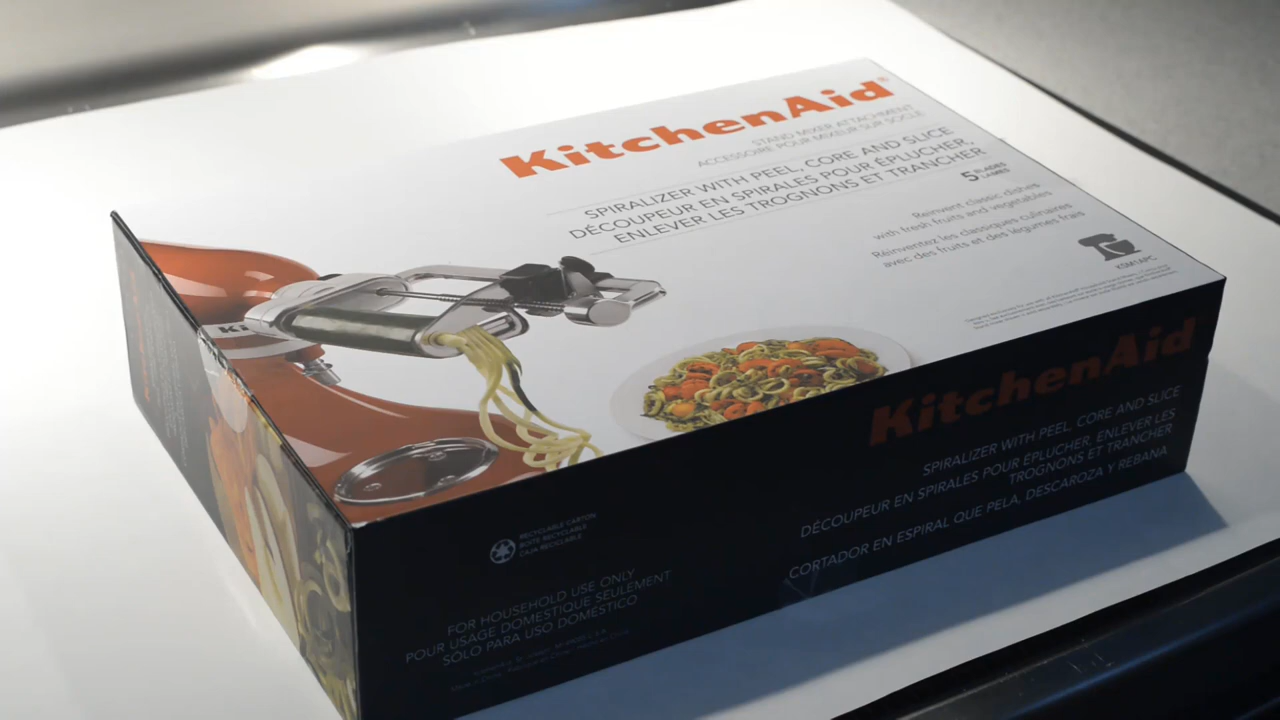 KitchenAid®
STAND MIXER ATTACHMENT
ACCESSOIRE POUR MIXEUR SUR SOCLE
SPIRALIZER WITH PEEL, CORE AND SLICE
DÉCOUPEUR EN SPIRALES POUR ÉPLUCHER,
ENLEVER LES TROGNONS ET TRANCHER
5 BLADES
LAMES
Reinvent classic dishes
with fresh fruits and vegetables
Réinventez les classiques culinaires
avec des fruits et des légumes frais
KSM1APC
Ki
KitchenAid
SPIRALIZER WITH PEEL, CORE AND SLICE
DÉCOUPEUR EN SPIRALES POUR ÉPLUCHER, ENLEVER LES
TROGNONS ET TRANCHER
CORTADOR EN ESPIRAL QUE PELA, DESCAROZA Y REBANA
RECYCLABLE CARTON
BOITE RECYCLABLE
CAJA RECICLABLE
FOR HOUSEHOLD USE ONLY
POUR USAGE DOMESTIQUE SEULEMENT
SÓLO PARA USO DOMÉSTICO